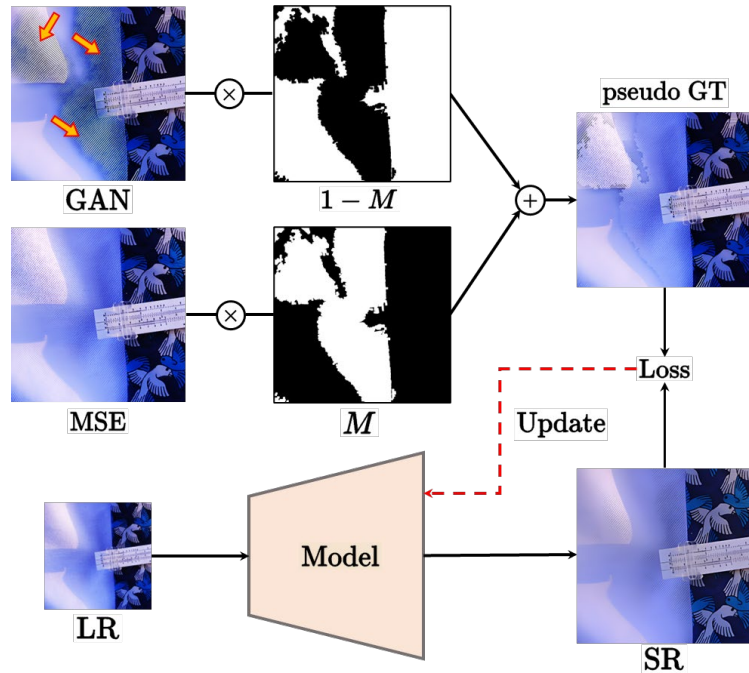 GAN
×
1 − M
pseudo GT
+
MSE
×
M
Loss
Update
LR
Model
SR